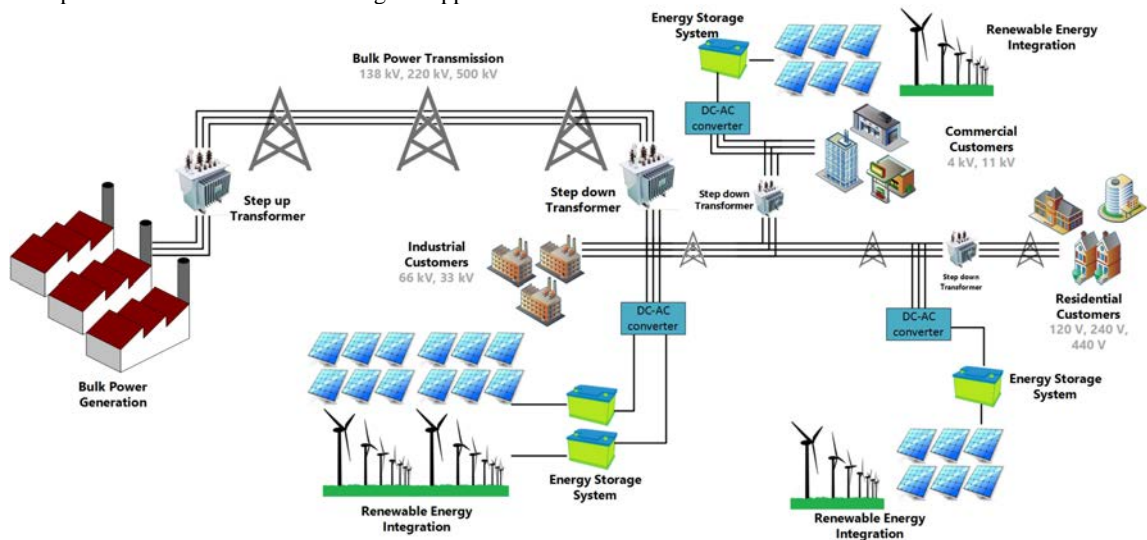 Energy Storage
System
Renewable Energy
Integration
Bulk Power Transmission
138 kV, 220 kV, 500 kV
DC-AC
converter
Commercial
Customers
4 kV, 11 kV
Step up
Transformer
Step down
Transformer
Step down
Transformer
Industrial
Customers
66 kV, 33 kV
Step down
Transformer
Residential
Customers
120 V, 240 V,
440 V
DC-AC
converter
DC-AC
converter
Bulk Power
Generation
Energy Storage
System
Energy Storage
System
Renewable Energy
Integration
Renewable Energy
Integration